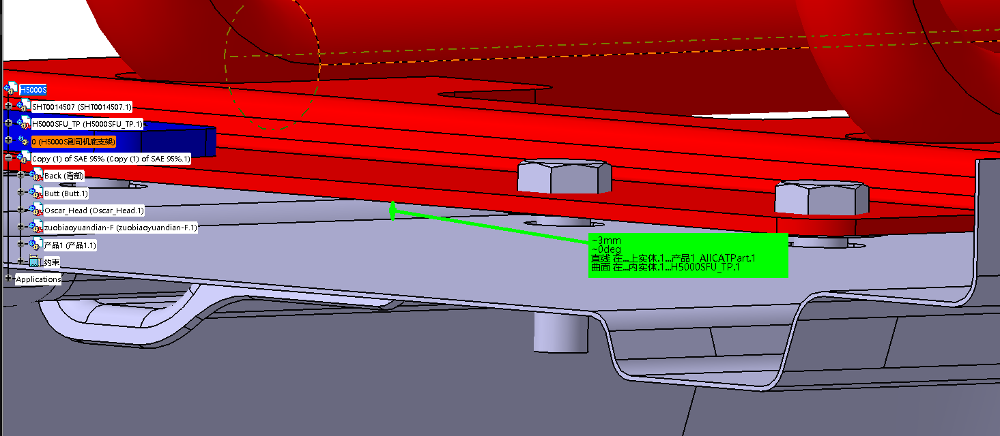 H5000S
SHT0014507 (SHT0014507.1)
H5000SFU_TP (H5000SFU_TP.1)
0 (H5000S副司机底支架)
Copy (1) of SAE 95% (Copy (1) of SAE 95%.1)
Back (背部)
Butt (Butt.1)
Oscar_Head (Oscar_Head.1)
zuobiaoyuandian-F (zuobiaoyuandian-F.1)
产品1 (产品1.1)
约束
Applications
~3mm
~0deg
直线 在...上实体.1...产品1_AllCATPart.1
曲面 在...内实体.1...H5000SFU_TP.1